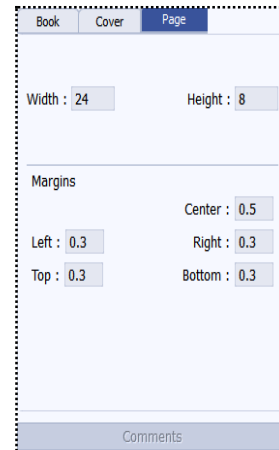 Book Cover Page
Width : 24 Height : 8
Margins
Center : 0.5
Left : 0.3 Right : 0.3
Top : 0.3 Bottom : 0.3
Comments